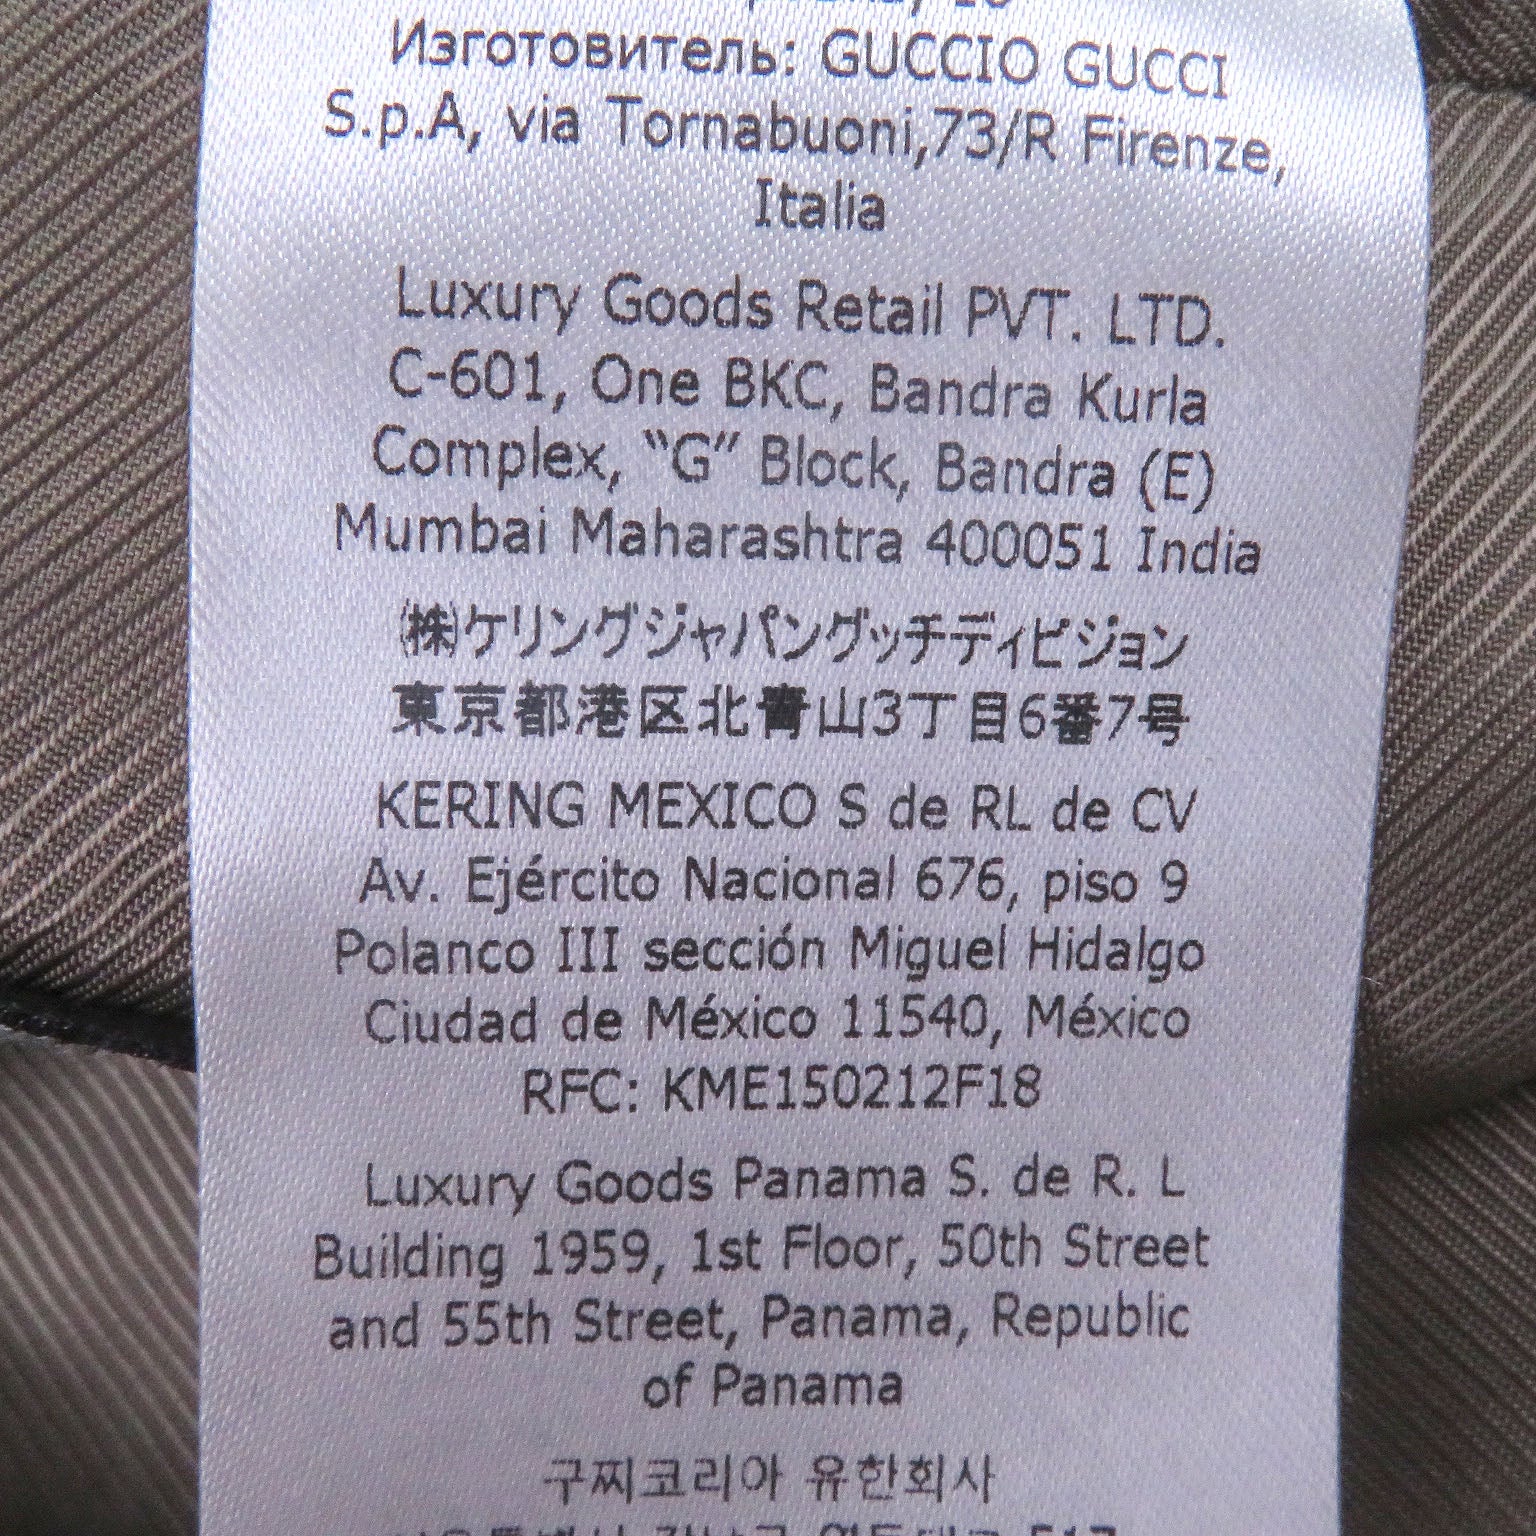 Изготовитель: GUCCIO GUCCI
S.p.A, via Tornabuoni,73/R Firenze,
Italia
Luxury Goods Retail PVT. LTD.
C-601, One BKC, Bandra Kurla
Complex, “G” Block, Bandra (E)
Mumbai Maharashtra 400051 India
㈱ケリングジャパングッチディビジョン
東京都港区北青山3丁目6番7号
KERING MEXICO S de RL de CV
Av. Ejército Nacional 676, piso 9
Polanco III sección Miguel Hidalgo
Ciudad de México 11540, México
RFC: KME150212F18
Luxury Goods Panama S. de R. L
Building 1959, 1st Floor, 50th Street
and 55th Street, Panama, Republic
of Panama
구찌코리아 유한회사